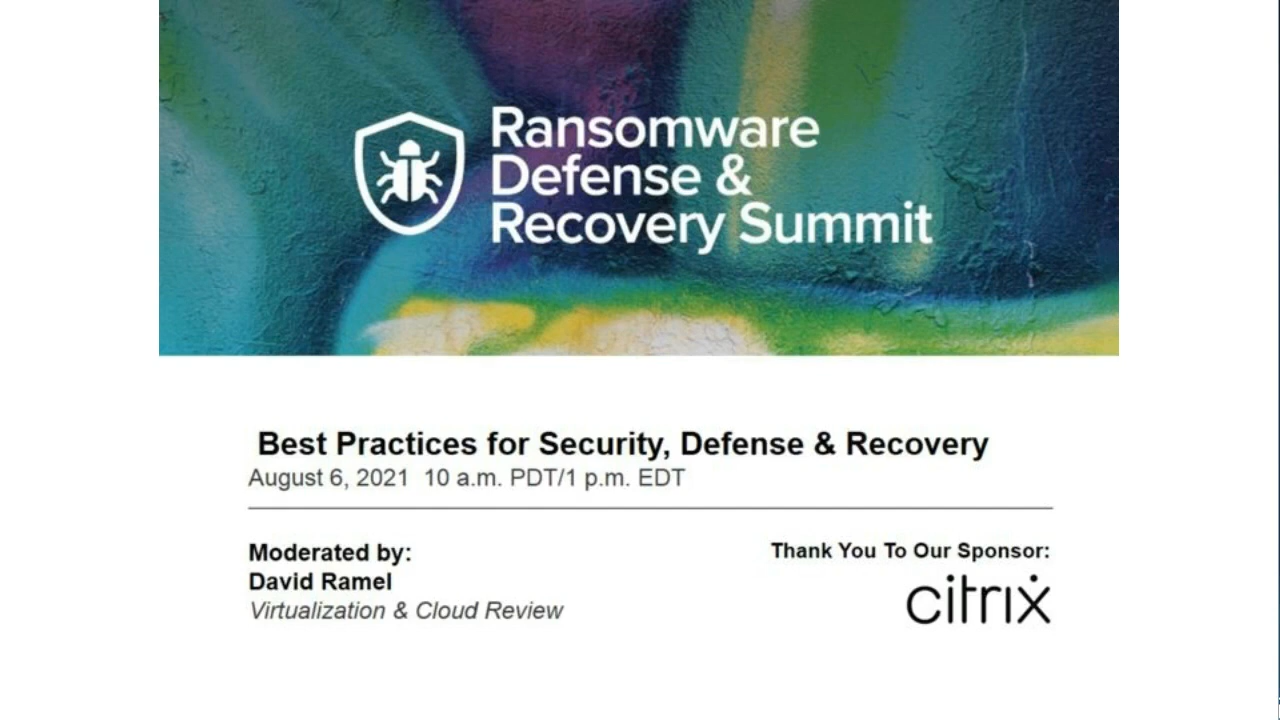 Ransomware
Defense &
Recovery Summit
Best Practices for Security, Defense & Recovery
August 6, 2021 10 a.m. PDT/1 p.m. EDT
Moderated by:
David Ramel
Virtualization & Cloud Review
Thank You To Our Sponsor:
citrix